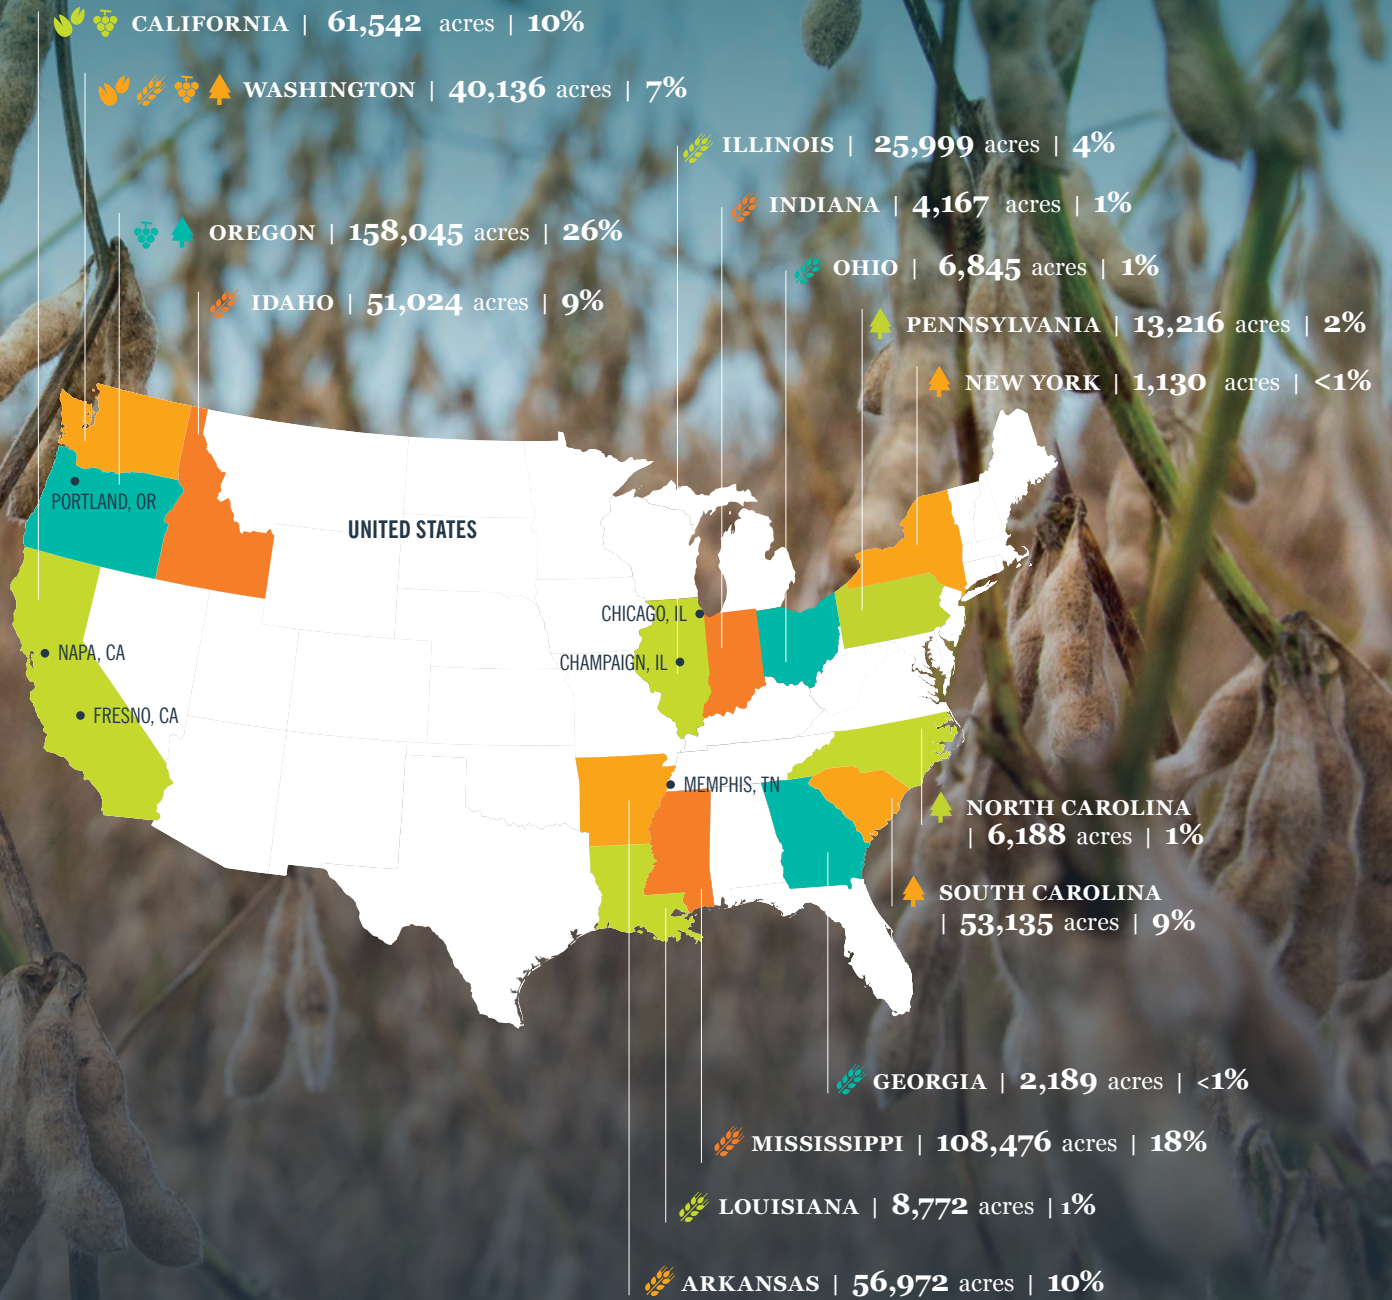 CALIFORNIA | 61,542 acres | 10%
WASHINGTON | 40,136 acres | 7%
ILLINOIS | 25,999 acres | 4%
INDIANA | 4,167 acres | 1%
OREGON | 158,045 acres | 26%
OHIO | 6,845 acres | 1%
IDAHO | 51,024 acres | 9%
PENNSYLVANIA | 13,216 acres | 2%
NEW YORK | 1,130 acres | <1%
PORTLAND, OR
UNITED STATES
CHICAGO, IL
NAPA, CA
CHAMPAIGN, IL
FRESNO, CA
MEMPHIS, TN
NORTH CAROLINA
| 6,188 acres | 1%
SOUTH CAROLINA
| 53,135 acres | 9%
GEORGIA | 2,189 acres | <1%
MISSISSIPPI | 108,476 acres | 18%
LOUISIANA | 8,772 acres | 1%
ARKANSAS | 56,972 acres | 10%